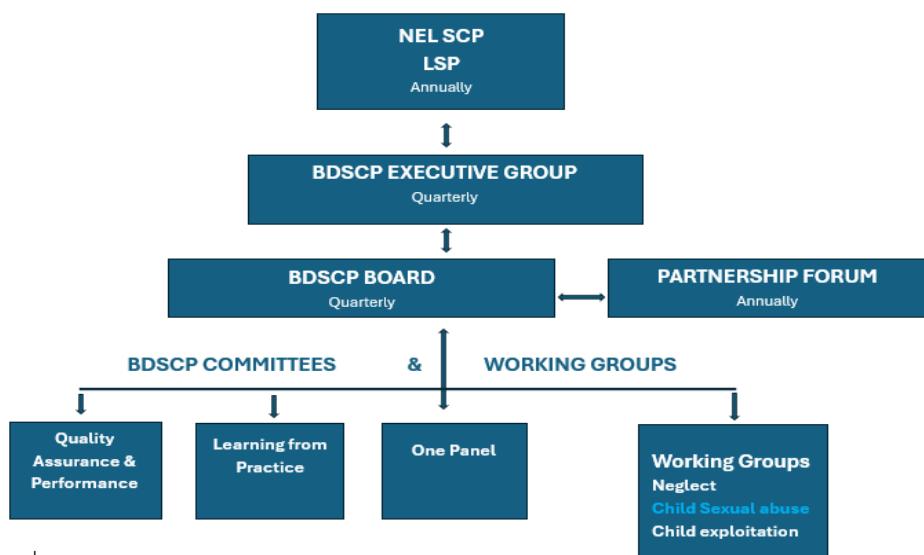 NEL SCP
LSP
Annually
BDSCP EXECUTIVE GROUP
Quarterly
BDSCP BOARD
Quarterly
PARTNERSHIP FORUM
Annually
BDSCP COMMITTEES & WORKING GROUPS
Quality
Assurance &
Performance
Learning from
Practice
One Panel
Working Groups
Neglect
Child Sexual abuse
Child exploitation